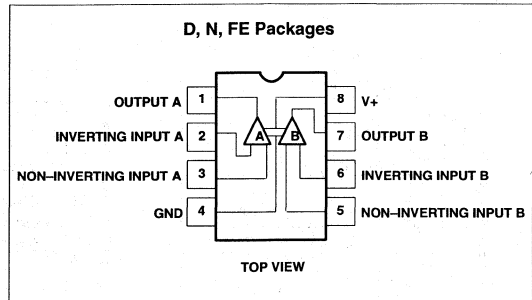 D, N, FE Packages
OUTPUT A 1
INVERTING INPUT A 2
NON–INVERTING INPUT A 3
GND 4
A B
8 V+
7 OUTPUT B
6 INVERTING INPUT B
5 NON–INVERTING INPUT B
TOP VIEW